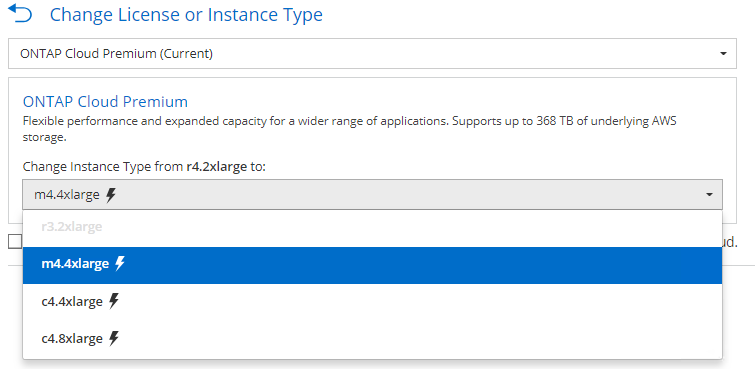 Change License or Instance Type
ONTAP Cloud Premium (Current)
ONTAP Cloud Premium
Flexible performance and expanded capacity for a wider range of applications. Supports up to 368 TB of underlying AWS
storage.
Change Instance Type from r4.2xlarge to:
m4.4xlarge
r3.2xlarge
m4.4xlarge
c4.4xlarge
c4.8xlarge